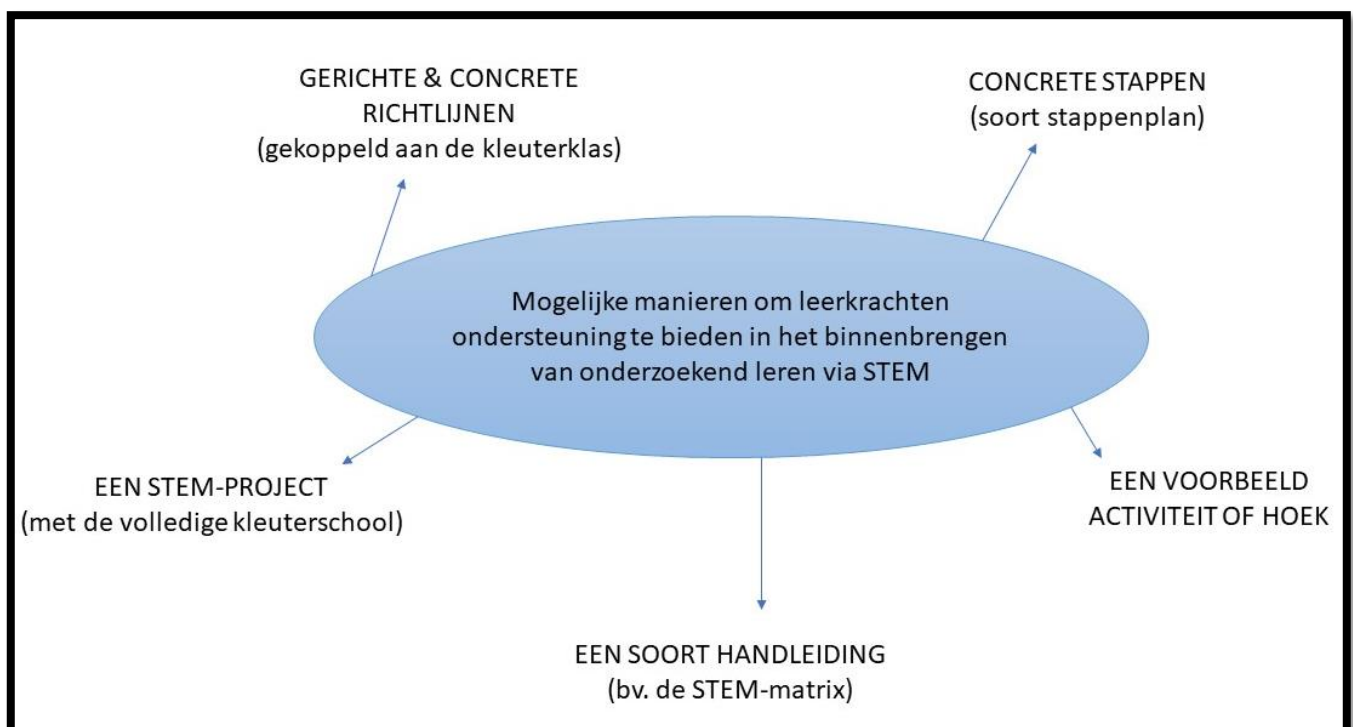 GERICHTE & CONCRETE
RICHTLIJNEN
(gekoppeld aan de kleuterklas)
CONCRETE STAPPEN
(soort stappenplan)
Mogelijke manieren om leerkrachten
ondersteuning te bieden in het binnenbrengen
van onderzoekend leren via STEM
EEN STEM-PROJECT
(met de volledige kleuterschool)
EEN VOORBEELD
ACTIVITEIT OF HOEK
EEN SOORT HANDLEIDING
(bv. de STEM-matrix)